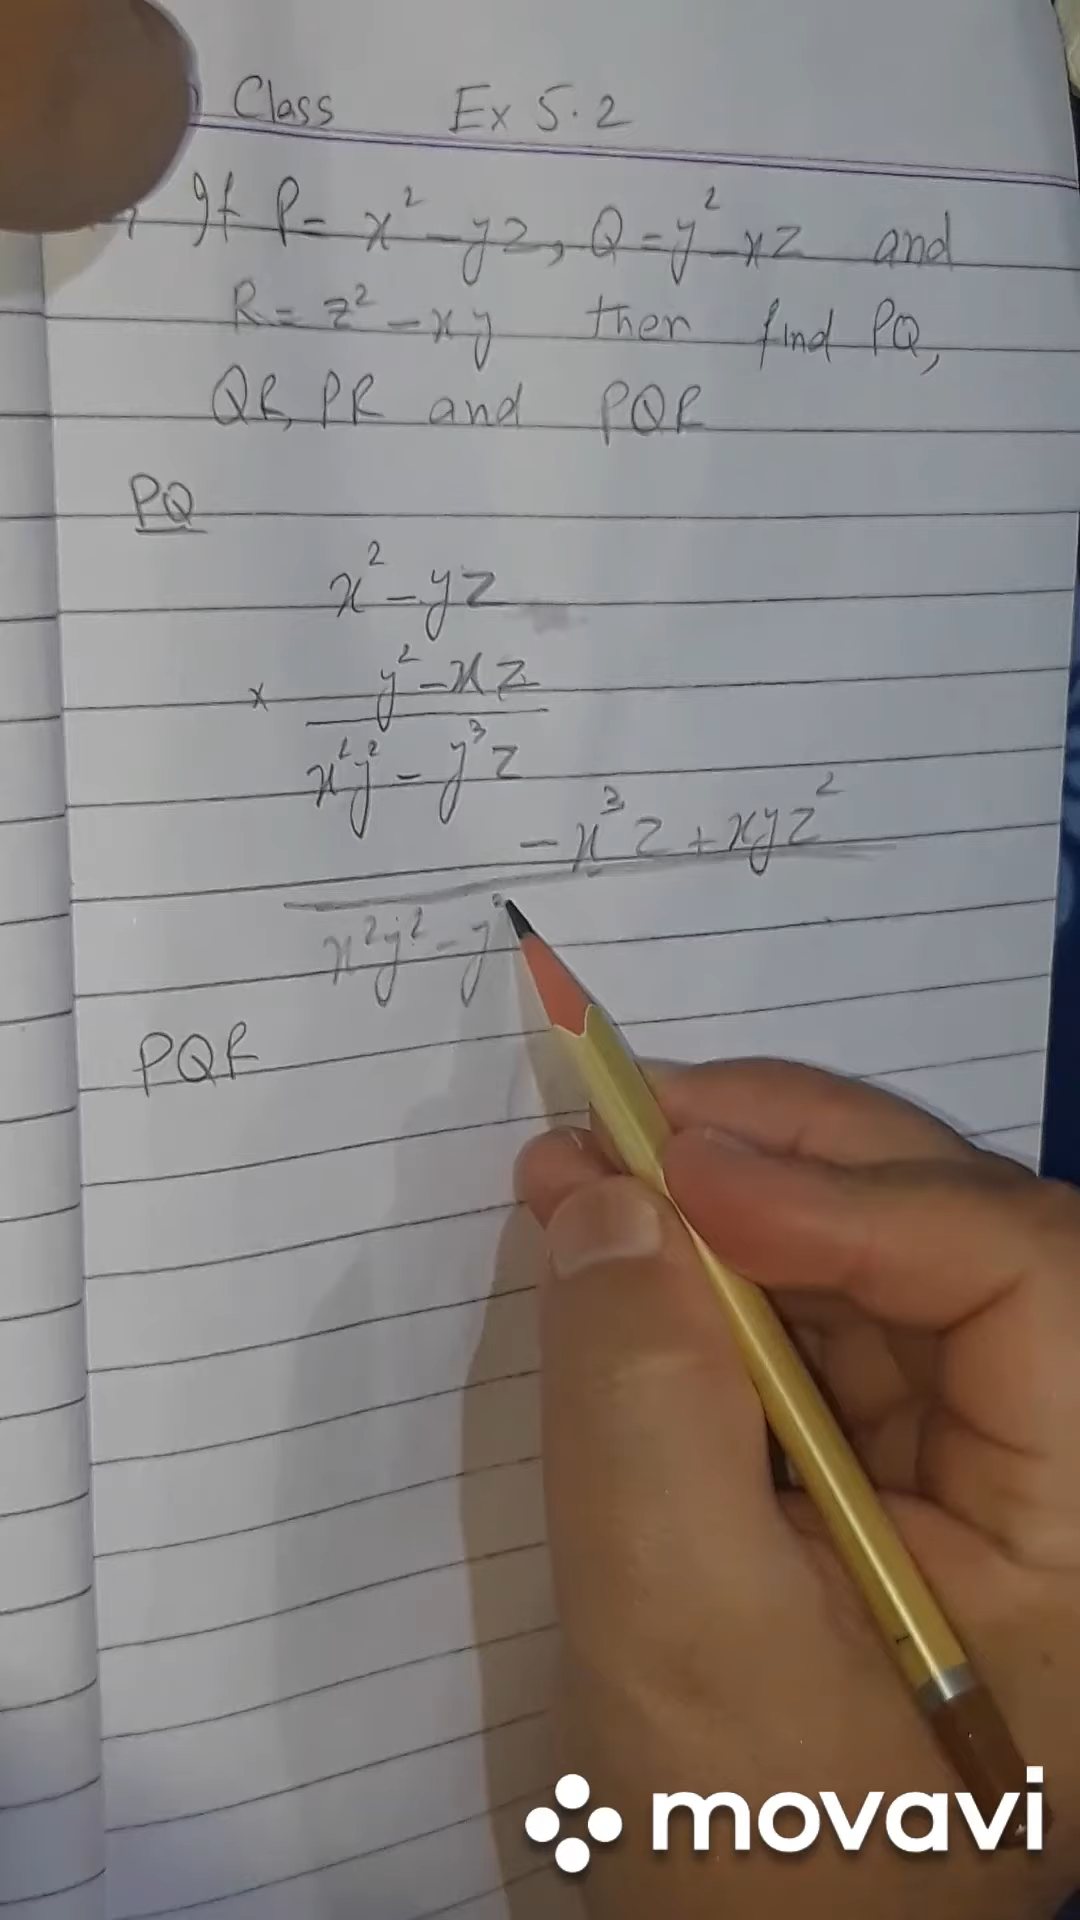 Class Ex 5.2
If P = x² - yz, Q = y² - xz and
R = z² - xy then find PQ,
QR, PR and PQR
PQ
x² - yz
× y² - xz
x²y² - y³z
- x³z + xyz²
x²y² - y³
PQR
movavi